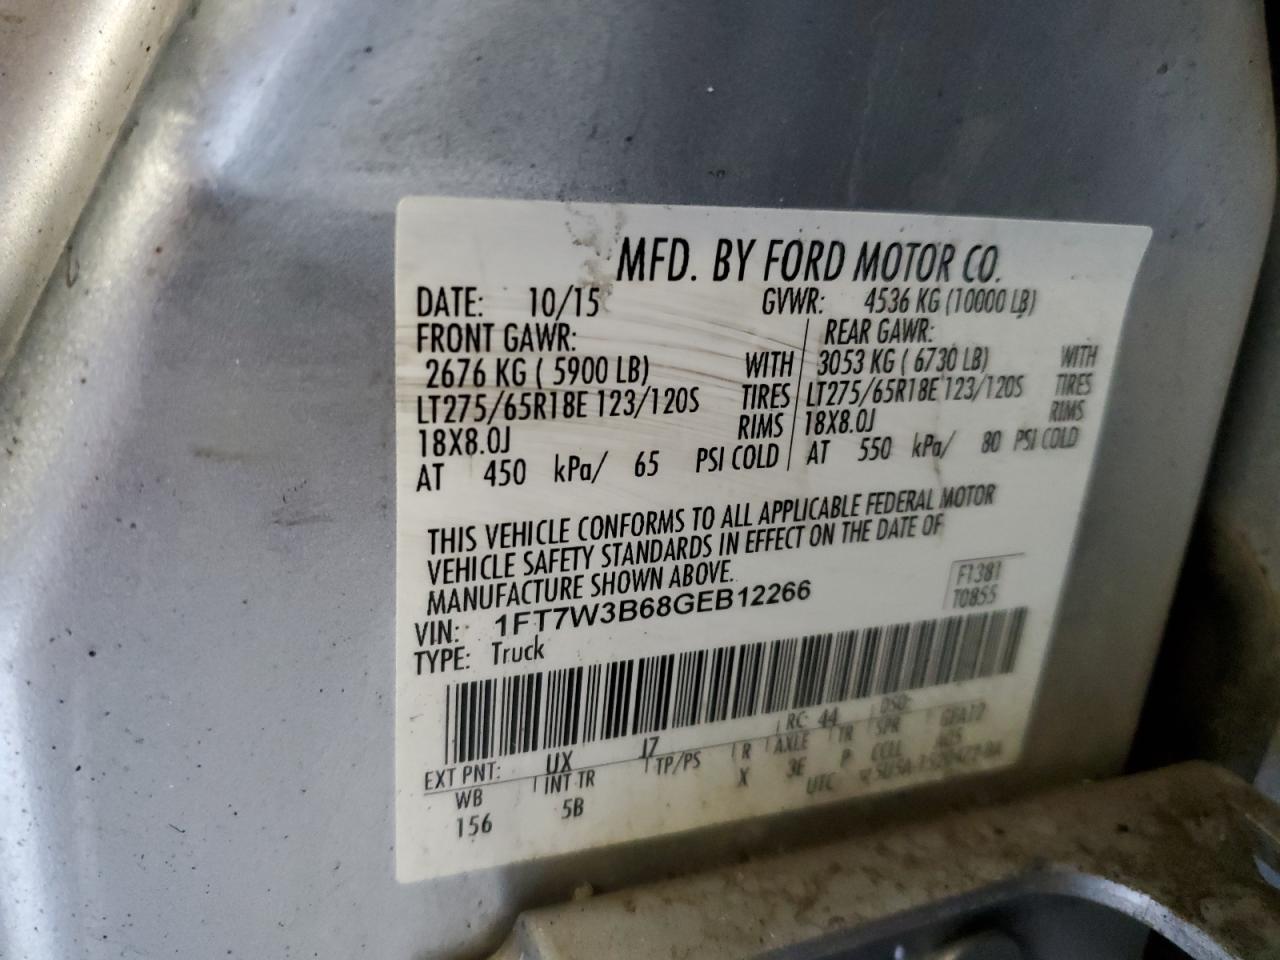 MFD. BY FORD MOTOR CO.
DATE: 10/15 GVWR: 4536 KG (10000 LB)
FRONT GAWR: REAR GAWR:
2676 KG ( 5900 LB) WITH 3053 KG ( 6730 LB) WITH
LT275/65R18E 123/120S TIRES LT275/65R18E 123/120S TIRES
18X8.0J RIMS 18X8.0J RIMS
AT 450 kPa/ 65 PSI COLD AT 550 kPa/ 80 PSI COLD
THIS VEHICLE CONFORMS TO ALL APPLICABLE FEDERAL MOTOR
VEHICLE SAFETY STANDARDS IN EFFECT ON THE DATE OF
MANUFACTURE SHOWN ABOVE.
F1381
T0855
VIN: 1FT7W3B68GEB12266
TYPE: Truck
EXT PNT: UX J7 RC: 44 DSO:
WB INT TR TP/PS R AXLE TR SPR
156 5B X 3E P CCLL A05
UTC